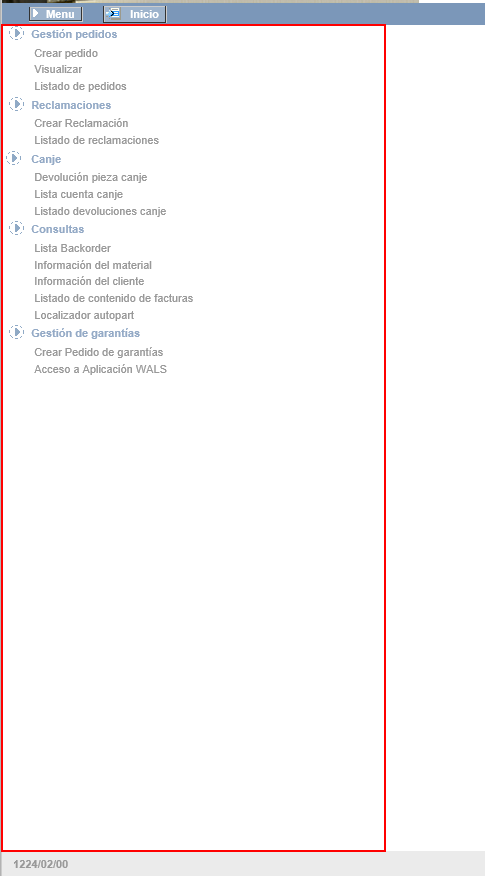 Menu Inicio
Gestión pedidos
Crear pedido
Visualizar
Listado de pedidos
Reclamaciones
Crear Reclamación
Listado de reclamaciones
Canje
Devolución pieza canje
Lista cuenta canje
Listado devoluciones canje
Consultas
Lista Backorder
Información del material
Información del cliente
Listado de contenido de facturas
Localizador autopart
Gestión de garantías
Crear Pedido de garantías
Acceso a Aplicación WALS
1224/02/00